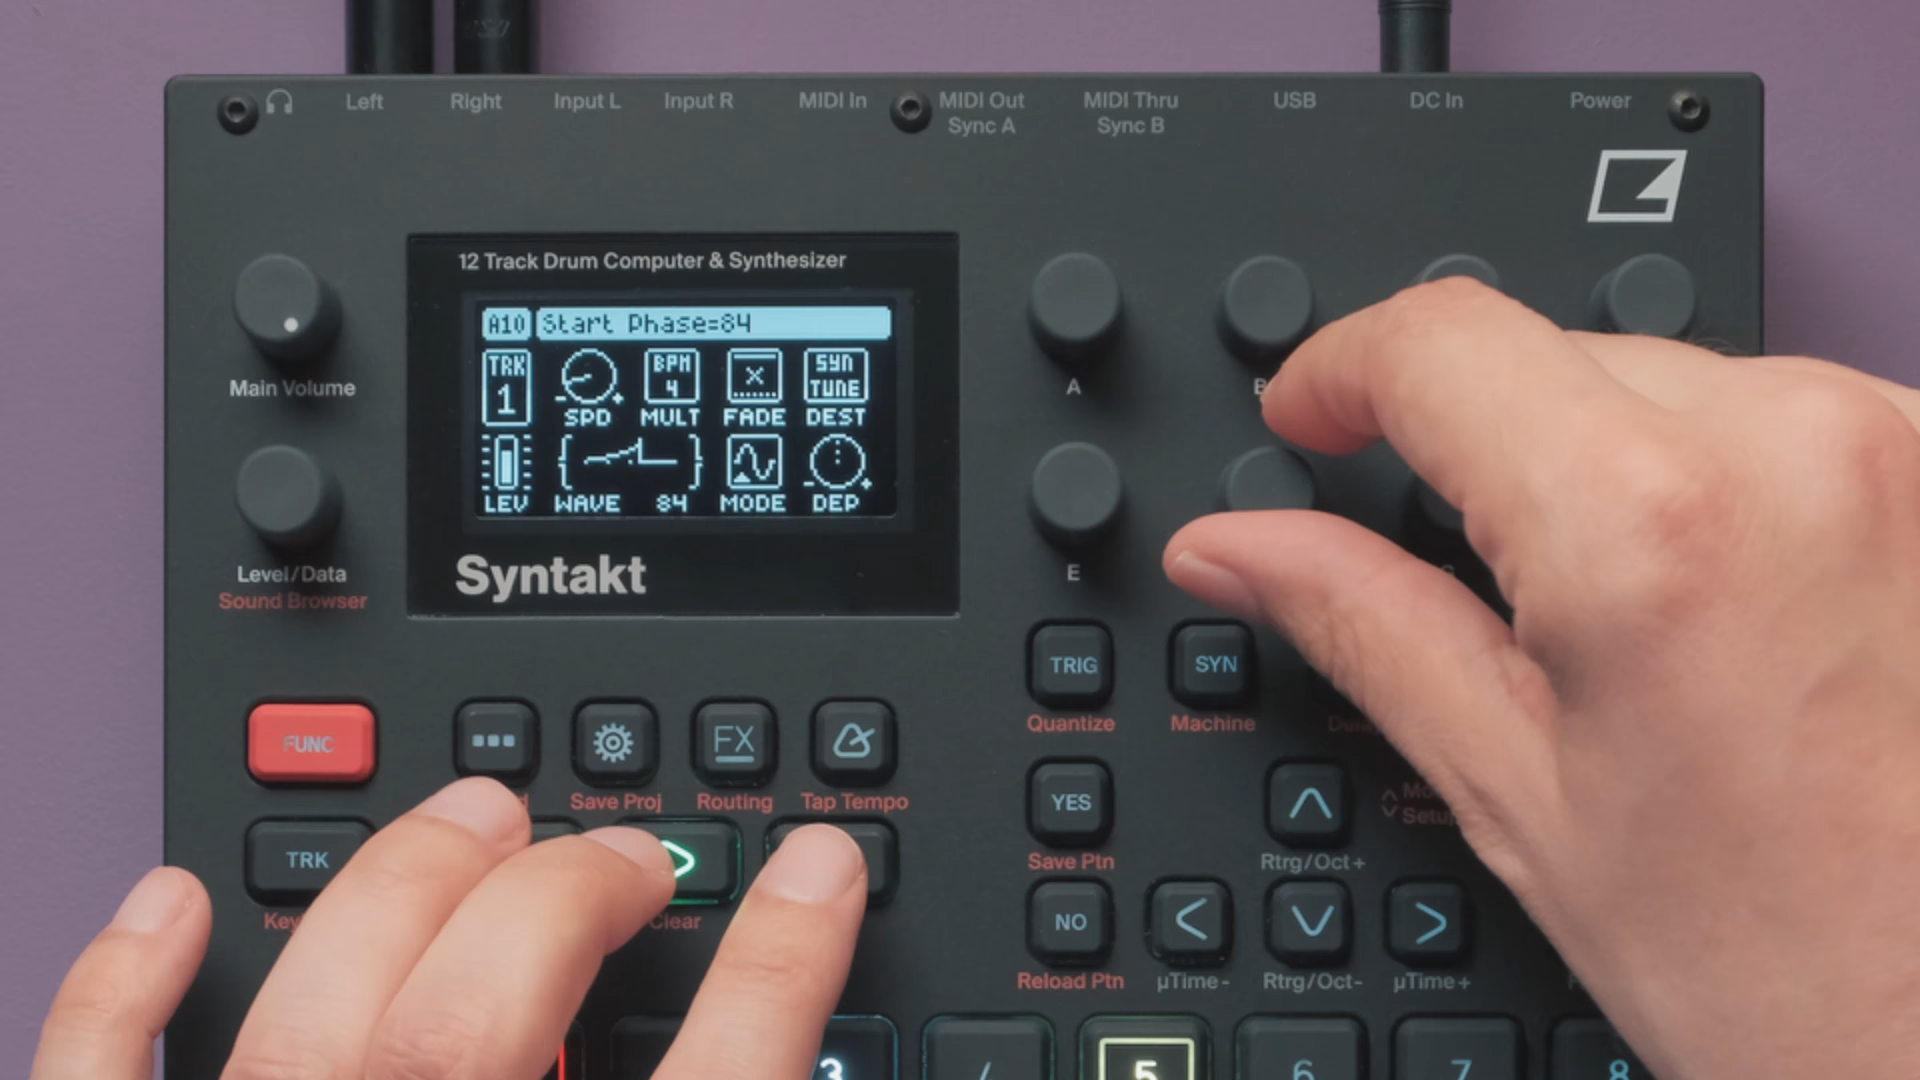 Left
Right
Input L
Input R
MIDI In
MIDI Out
Sync A
MIDI Thru
Sync B
USB
DC In
Power
12 Track Drum Computer & Synthesizer
A10 Start Phase=84
TRK
1
BPM
4
X
SYN
TUNE
SPD MULT FADE DEST
LEV WAVE 84 MODE DEP
Syntakt
Main Volume
Level/Data
Sound Browser
A
B
E
TRIG
SYN
Quantize
Machine
FUNC
FX
Save Proj
Routing
Tap Tempo
YES
Save Ptn
Rtrg/Oct+
TRK
Clear
NO
Reload Ptn
µTime-
Rtrg/Oct-
µTime+
3
5
6
7
8